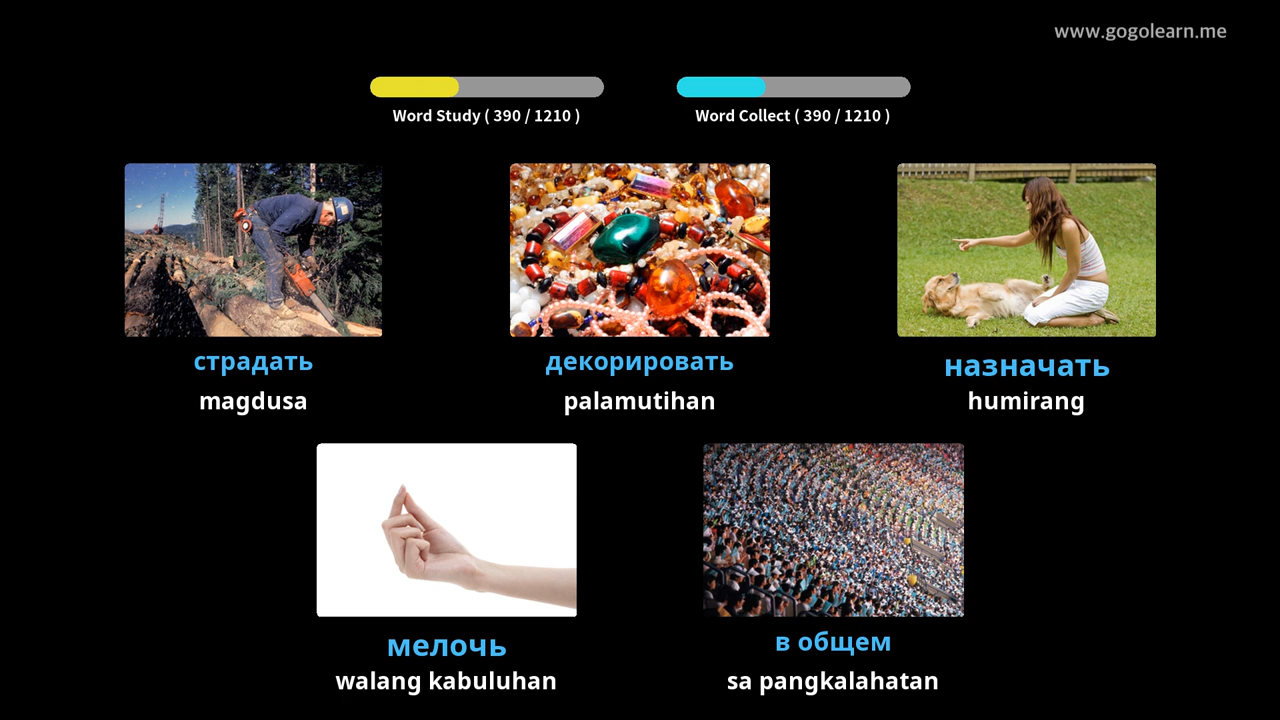 www.gogolearn.me
Word Study ( 390 / 1210 )
Word Collect ( 390 / 1210 )
страдать
magdusa
декорировать
palamutihan
назначать
humirang
мелочь
walang kabuluhan
в общем
sa pangkalahatan